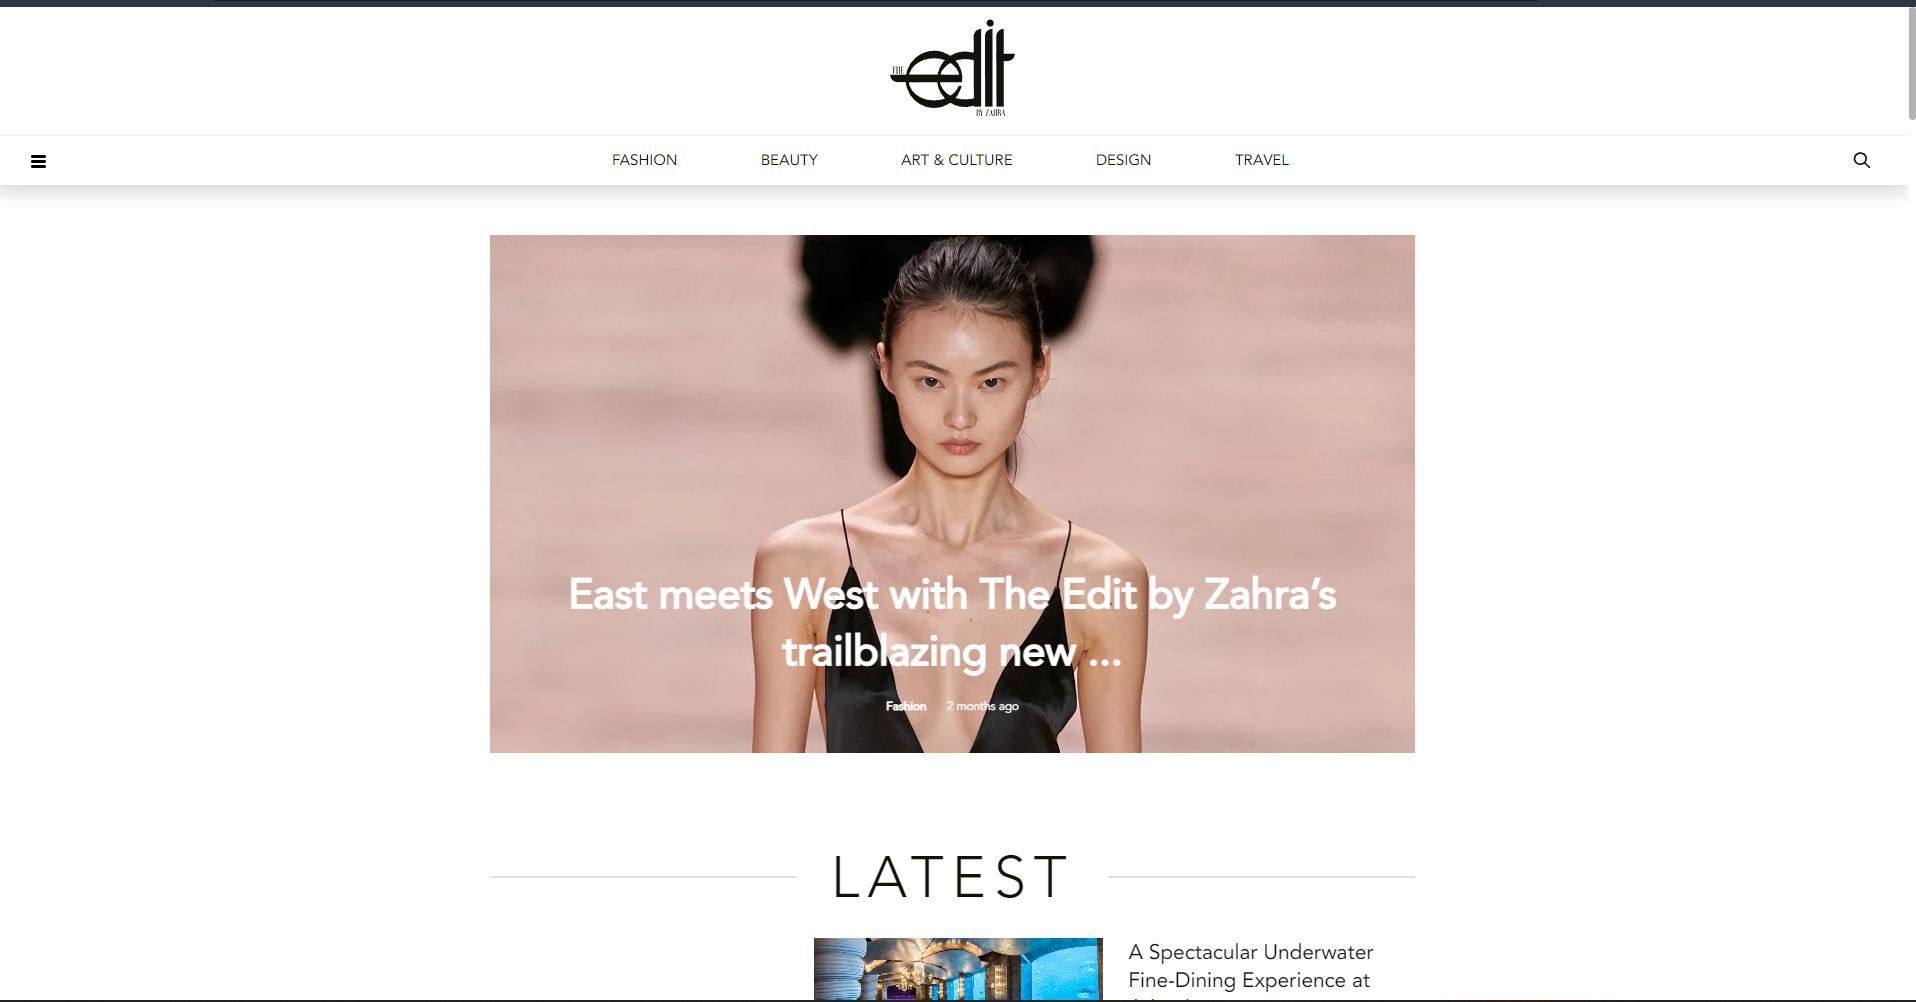 THE
edit
BY ZAHRA
FASHION BEAUTY ART & CULTURE DESIGN TRAVEL
East meets West with The Edit by Zahra’s
trailblazing new ...
Fashion 2 months ago
LATEST
A Spectacular Underwater
Fine-Dining Experience at